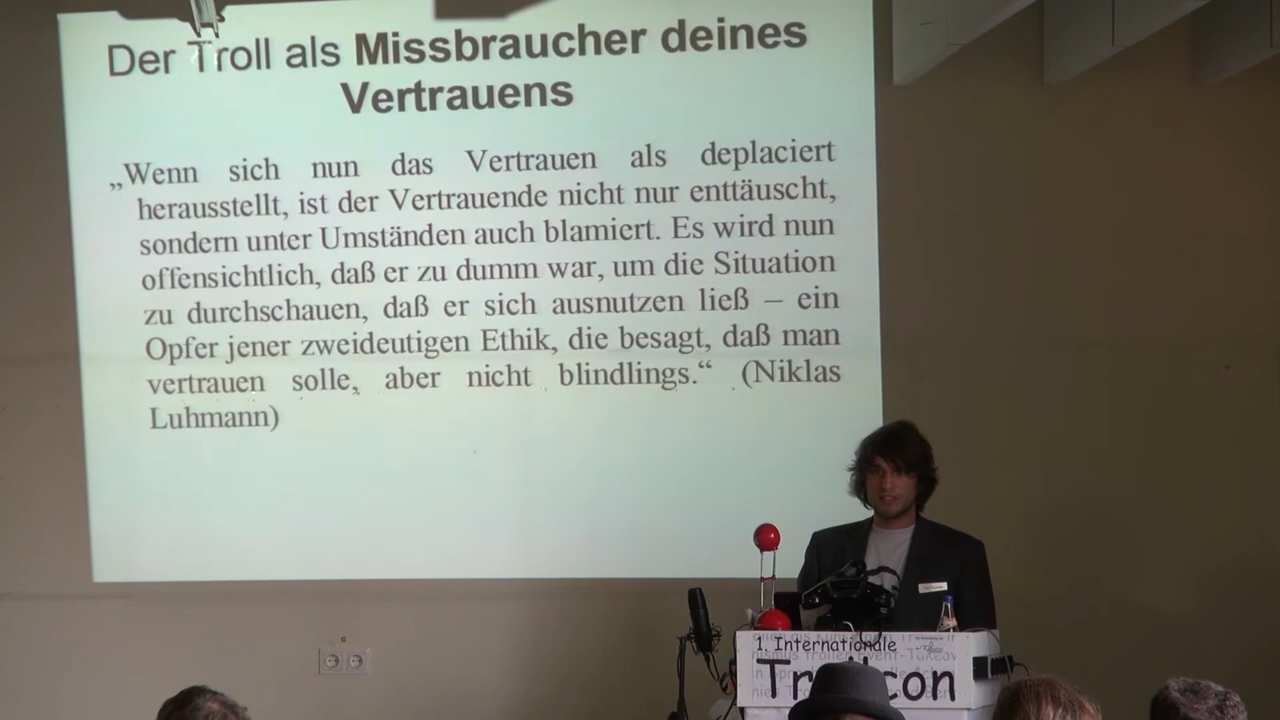 Der Troll als Missbraucher deines
Vertrauens
„Wenn sich nun das Vertrauen als deplaciert
herausstellt, ist der Vertrauende nicht nur enttäuscht,
sondern unter Umständen auch blamiert. Es wird nun
offensichtlich, daß er zu dumm war, um die Situation
zu durchschauen, daß er sich ausnutzen ließ – ein
Opfer jener zweideutigen Ethik, die besagt, daß man
vertrauen solle, aber nicht blindlings.“ (Niklas
Luhmann)
1. Internationale
Tr con